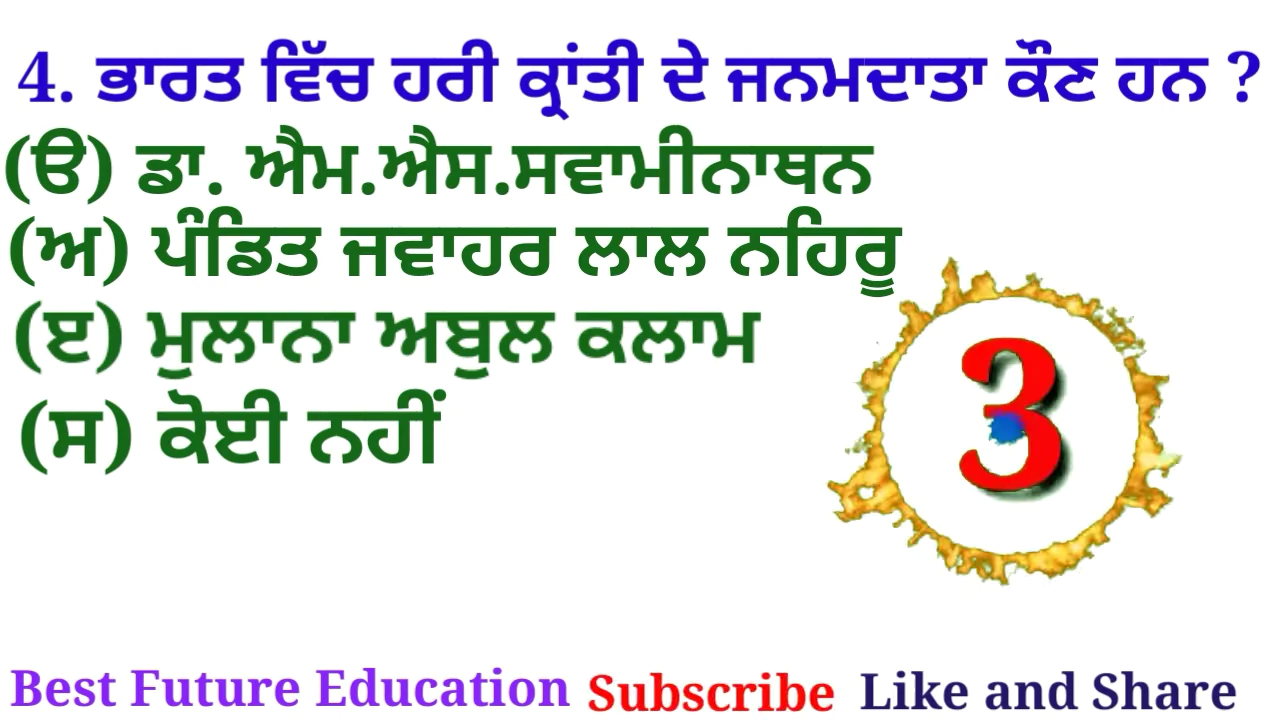 4. ਭਾਰਤ ਵਿੱਚ ਹਰੀ ਕ੍ਰਾਂਤੀ ਦੇ ਜਨਮਦਾਤਾ ਕੌਣ ਹਨ ?
(ੳ) ਡਾ. ਐਮ.ਐਸ.ਸਵਾਮੀਨਾਥਨ
(ਅ) ਪੰਡਿਤ ਜਵਾਹਰ ਲਾਲ ਨਹਿਰੂ
(ੲ) ਮੁਲਾਨਾ ਅਬੁਲ ਕਲਾਮ
(ਸ) ਕੋਈ ਨਹੀਂ
3
Best Future Education Subscribe Like and Share